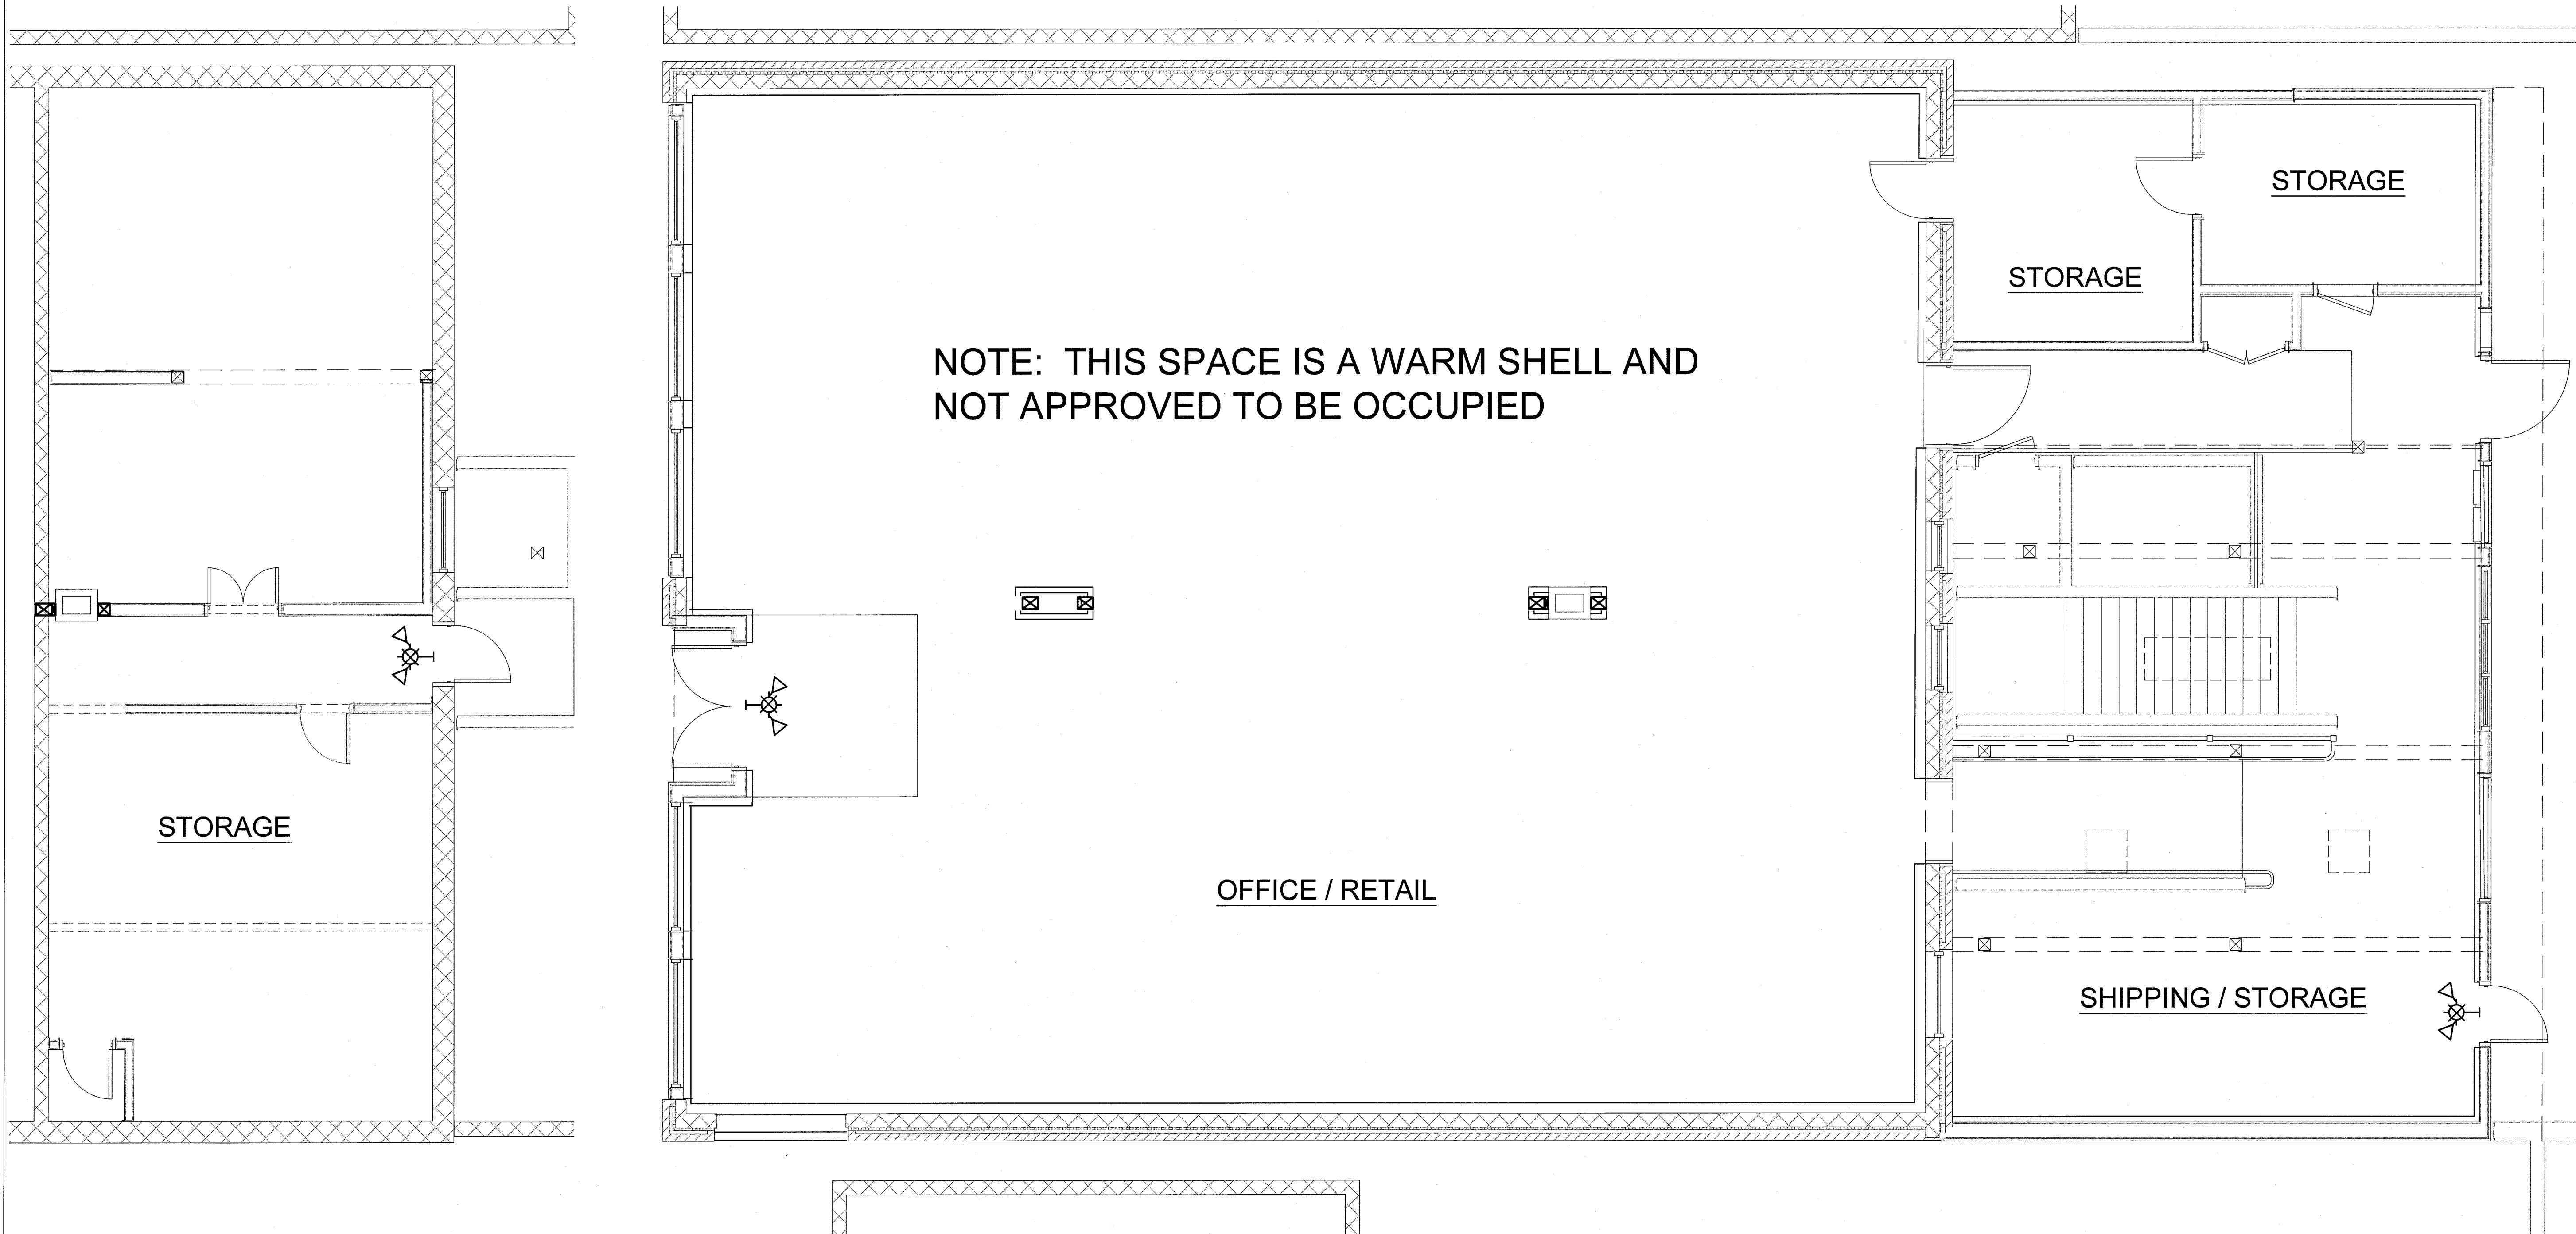 STORAGE
STORAGE
NOTE:  THIS SPACE IS A WARM SHELL AND
NOT APPROVED TO BE OCCUPIED
STORAGE
OFFICE / RETAIL
SHIPPING / STORAGE